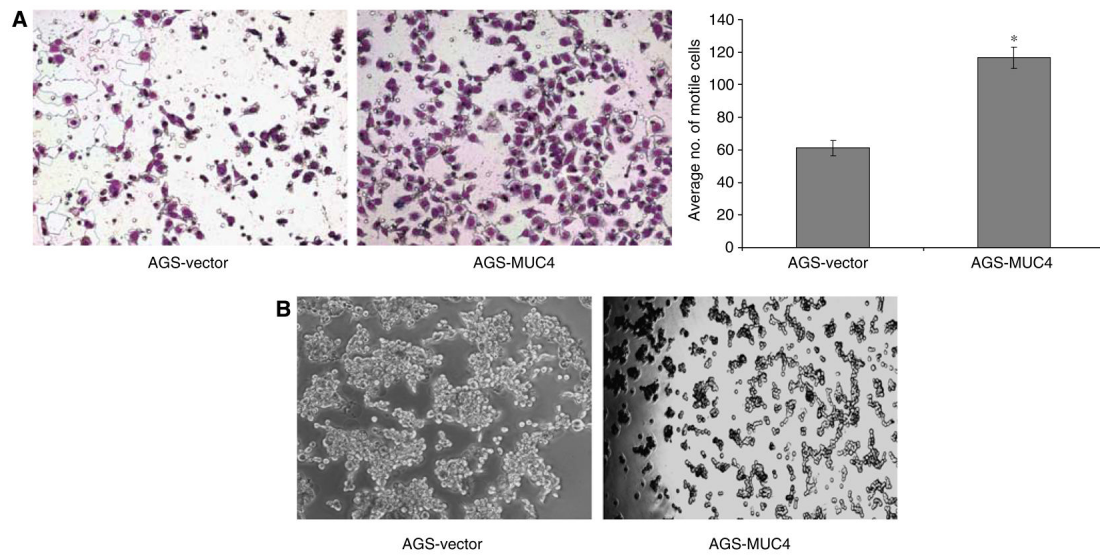 A
AGS-vector
AGS-MUC4
Average no. of motile cells
140
120
100
80
60
40
20
0
*
AGS-vector
AGS-MUC4
B
AGS-vector
AGS-MUC4